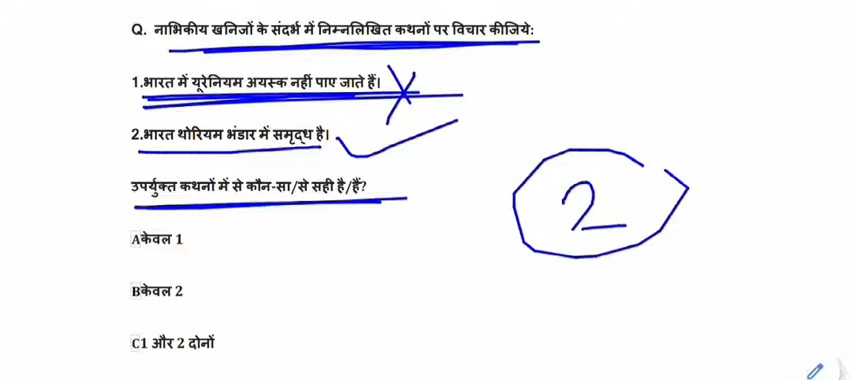 Q. नाभिकीय खनिजों के संदर्भ में निम्नलिखित कथनों पर विचार कीजिये:
1.भारत में यूरेनियम अयस्क नहीं पाए जाते हैं।
2.भारत थोरियम भंडार में समृद्ध है।
2
उपर्युक्त कथनों में से कौन-सा/से सही है/हैं?
Aकेवल 1
Bकेवल 2
C1 और 2 दोनों